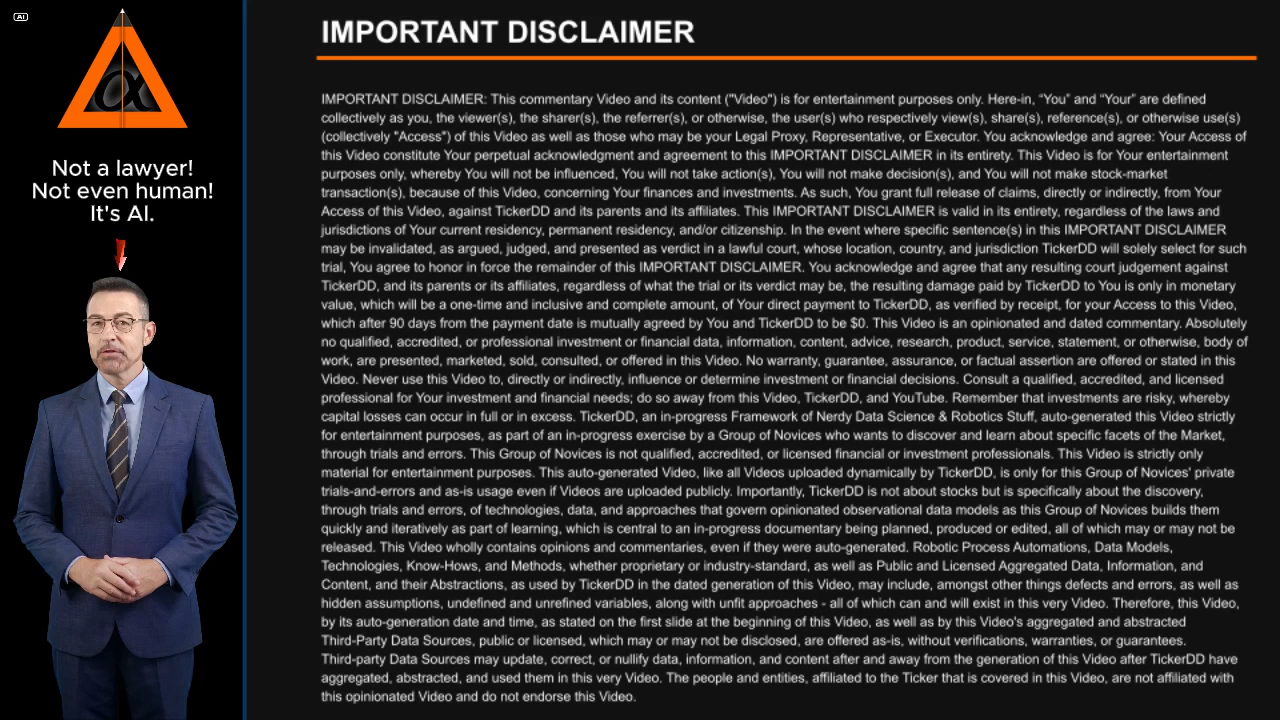 AI
α
Not a lawyer!
Not even human!
It's AI.
IMPORTANT DISCLAIMER
IMPORTANT DISCLAIMER: This commentary Video and its content ("Video") is for entertainment purposes only. Here-in, “You” and “Your” are defined
collectively as you, the viewer(s), the sharer(s), the referrer(s), or otherwise, the user(s) who respectively view(s), share(s), reference(s), or otherwise use(s)
(collectively "Access") of this Video as well as those who may be your Legal Proxy, Representative, or Executor. You acknowledge and agree: Your Access of
this Video constitute Your perpetual acknowledgment and agreement to this IMPORTANT DISCLAIMER in its entirety. This Video is for Your entertainment
purposes only, whereby You will not be influenced, You will not take action(s), You will not make decision(s), and You will not make stock-market
transaction(s), because of this Video, concerning Your finances and investments. As such, You grant full release of claims, directly or indirectly, from Your
Access of this Video, against TickerDD and its parents and its affiliates. This IMPORTANT DISCLAIMER is valid in its entirety, regardless of the laws and
jurisdictions of Your current residency, permanent residency, and/or citizenship. In the event where specific sentence(s) in this IMPORTANT DISCLAIMER
may be invalidated, as argued, judged, and presented as verdict in a lawful court, whose location, country, and jurisdiction TickerDD will solely select for such
trial, You agree to honor in force the remainder of this IMPORTANT DISCLAIMER. You acknowledge and agree that any resulting court judgement against
TickerDD, and its parents or its affiliates, regardless of what the trial or its verdict may be, the resulting damage paid by TickerDD to You is only in monetary
value, which will be a one-time and inclusive and complete amount, of Your direct payment to TickerDD, as verified by receipt, for your Access to this Video,
which after 90 days from the payment date is mutually agreed by You and TickerDD to be $0. This Video is an opinionated and dated commentary. Absolutely
no qualified, accredited, or professional investment or financial data, information, content, advice, research, product, service, statement, or otherwise, body of
work, are presented, marketed, sold, consulted, or offered in this Video. No warranty, guarantee, assurance, or factual assertion are offered or stated in this
Video. Never use this Video to, directly or indirectly, influence or determine investment or financial decisions. Consult a qualified, accredited, and licensed
professional for Your investment and financial needs; do so away from this Video, TickerDD, and YouTube. Remember that investments are risky, whereby
capital losses can occur in full or in excess. TickerDD, an in-progress Framework of Nerdy Data Science & Robotics Stuff, auto-generated this Video strictly
for entertainment purposes, as part of an in-progress exercise by a Group of Novices who wants to discover and learn about specific facets of the Market,
through trials and errors. This Group of Novices is not qualified, accredited, or licensed financial or investment professionals. This Video is strictly only
material for entertainment purposes. This auto-generated Video, like all Videos uploaded dynamically by TickerDD, is only for this Group of Novices' private
trials-and-errors and as-is usage even if Videos are uploaded publicly. Importantly, TickerDD is not about stocks but is specifically about the discovery,
through trials and errors, of technologies, data, and approaches that govern opinionated observational data models as this Group of Novices builds them
quickly and iteratively as part of learning, which is central to an in-progress documentary being planned, produced or edited, all of which may or may not be
released. This Video wholly contains opinions and commentaries, even if they were auto-generated. Robotic Process Automations, Data Models,
Technologies, Know-Hows, and Methods, whether proprietary or industry-standard, as well as Public and Licensed Aggregated Data, Information, and
Content, and their Abstractions, as used by TickerDD in the dated generation of this Video, may include, amongst other things defects and errors, as well as
hidden assumptions, undefined and unrefined variables, along with unfit approaches - all of which can and will exist in this very Video. Therefore, this Video,
by its auto-generation date and time, as stated on the first slide at the beginning of this Video, as well as by this Video's aggregated and abstracted
Third-Party Data Sources, public or licensed, which may or may not be disclosed, are offered as-is, without verifications, warranties, or guarantees.
Third-party Data Sources may update, correct, or nullify data, information, and content after and away from the generation of this Video after TickerDD have
aggregated, abstracted, and used them in this very Video. The people and entities, affiliated to the Ticker that is covered in this Video, are not affiliated with
this opinionated Video and do not endorse this Video.